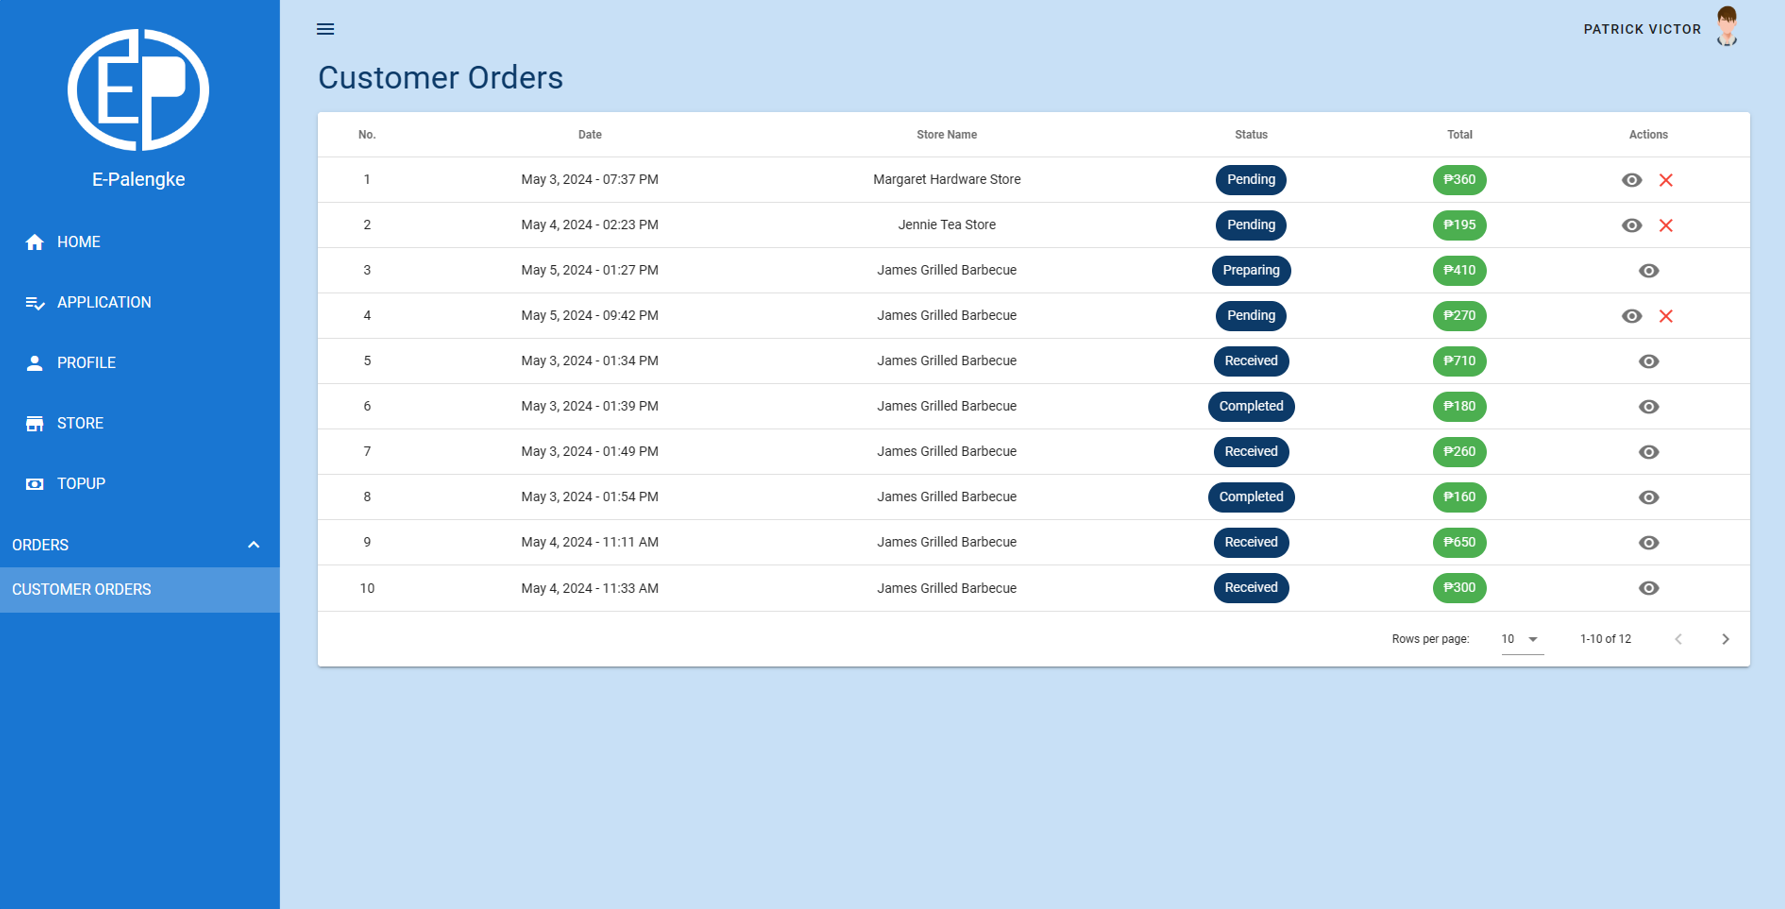 EP
E-Palengke
HOME
APPLICATION
PROFILE
STORE
TOPUP
ORDERS
CUSTOMER ORDERS
PATRICK VICTOR
Customer Orders
No. Date Store Name Status Total Actions
1 May 3, 2024 - 07:37 PM Margaret Hardware Store Pending ₱360
2 May 4, 2024 - 02:23 PM Jennie Tea Store Pending ₱195
3 May 5, 2024 - 01:27 PM James Grilled Barbecue Preparing ₱410
4 May 5, 2024 - 09:42 PM James Grilled Barbecue Pending ₱270
5 May 3, 2024 - 01:34 PM James Grilled Barbecue Received ₱710
6 May 3, 2024 - 01:39 PM James Grilled Barbecue Completed ₱180
7 May 3, 2024 - 01:49 PM James Grilled Barbecue Received ₱260
8 May 3, 2024 - 01:54 PM James Grilled Barbecue Completed ₱160
9 May 4, 2024 - 11:11 AM James Grilled Barbecue Received ₱650
10 May 4, 2024 - 11:33 AM James Grilled Barbecue Received ₱300
Rows per page: 10 1-10 of 12